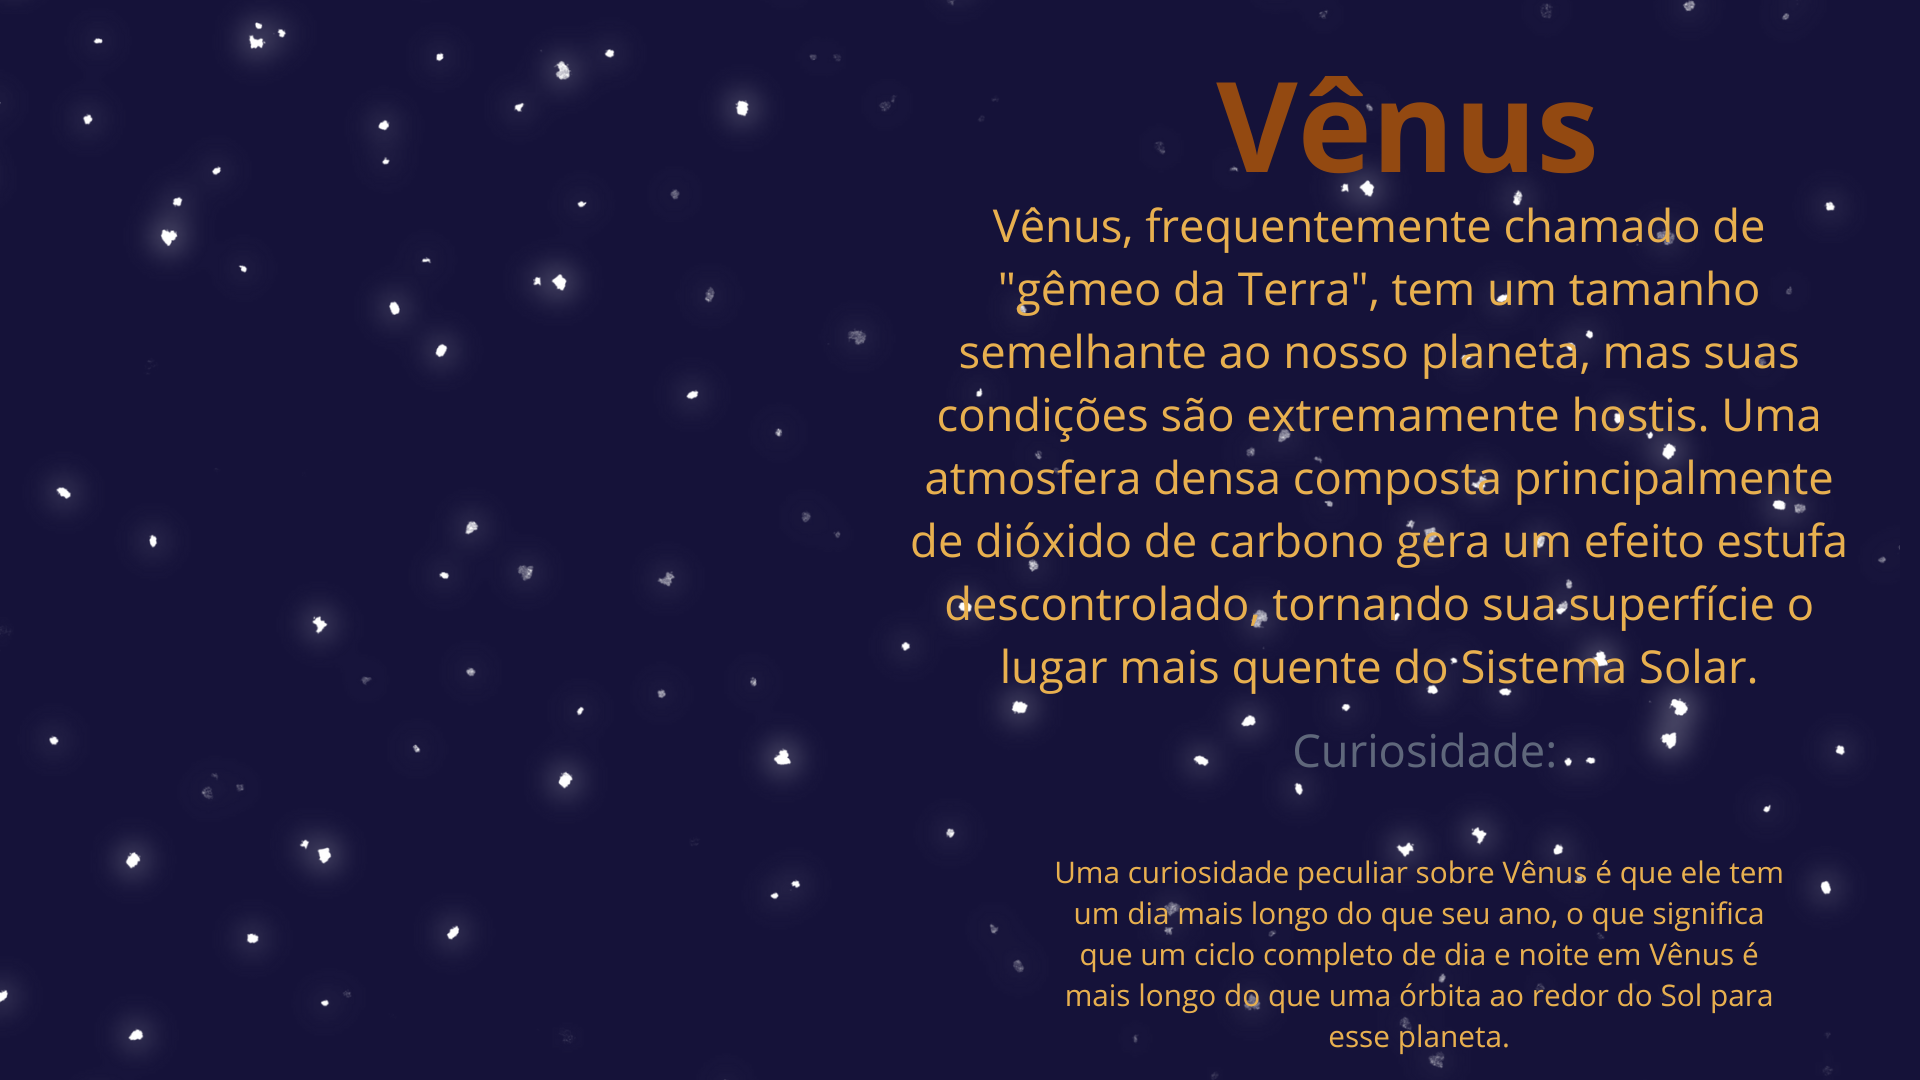 Vênus
Vênus, frequentemente chamado de
"gêmeo da Terra", tem um tamanho
semelhante ao nosso planeta, mas suas
condições são extremamente hostis. Uma
atmosfera densa composta principalmente
de dióxido de carbono gera um efeito estufa
descontrolado, tornando sua superfície o
lugar mais quente do Sistema Solar.
Curiosidade:
Uma curiosidade peculiar sobre Vênus é que ele tem
um dia mais longo do que seu ano, o que significa
que um ciclo completo de dia e noite em Vênus é
mais longo do que uma órbita ao redor do Sol para
esse planeta.